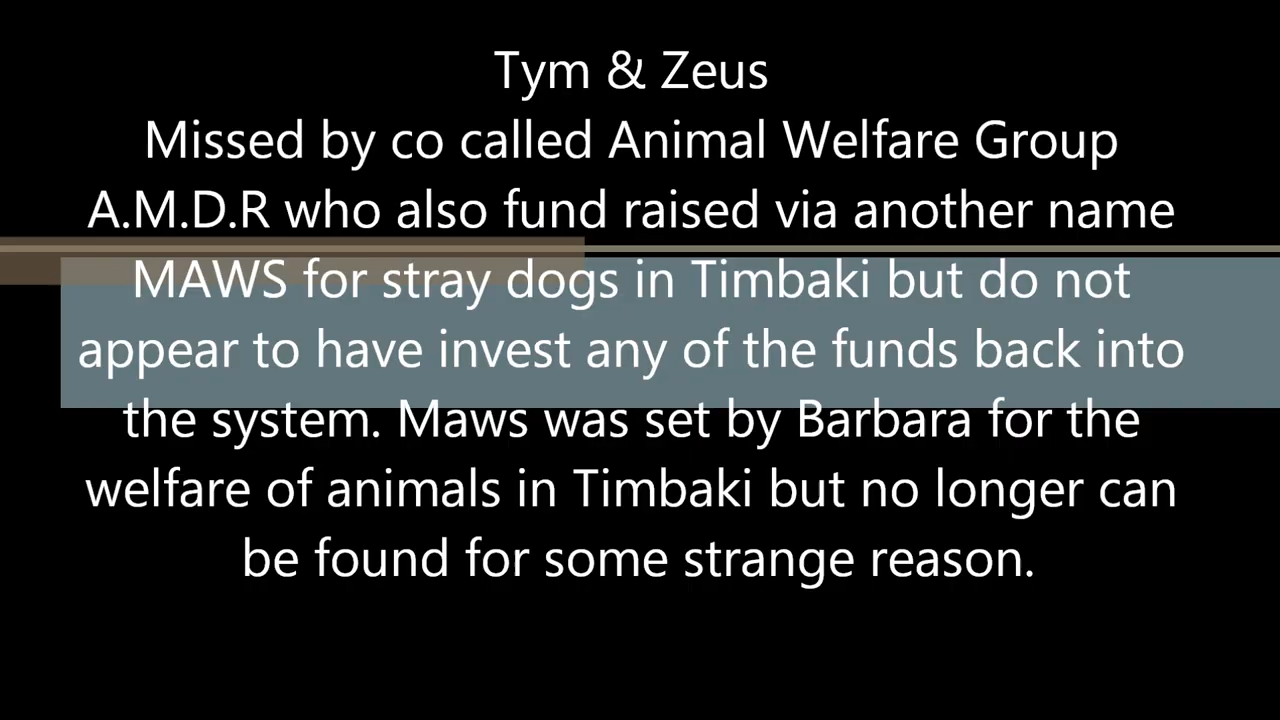 Tym & Zeus
Missed by co called Animal Welfare Group
A.M.D.R who also fund raised via another name
MAWS for stray dogs in Timbaki but do not
appear to have invest any of the funds back into
the system. Maws was set by Barbara for the
welfare of animals in Timbaki but no longer can
be found for some strange reason.